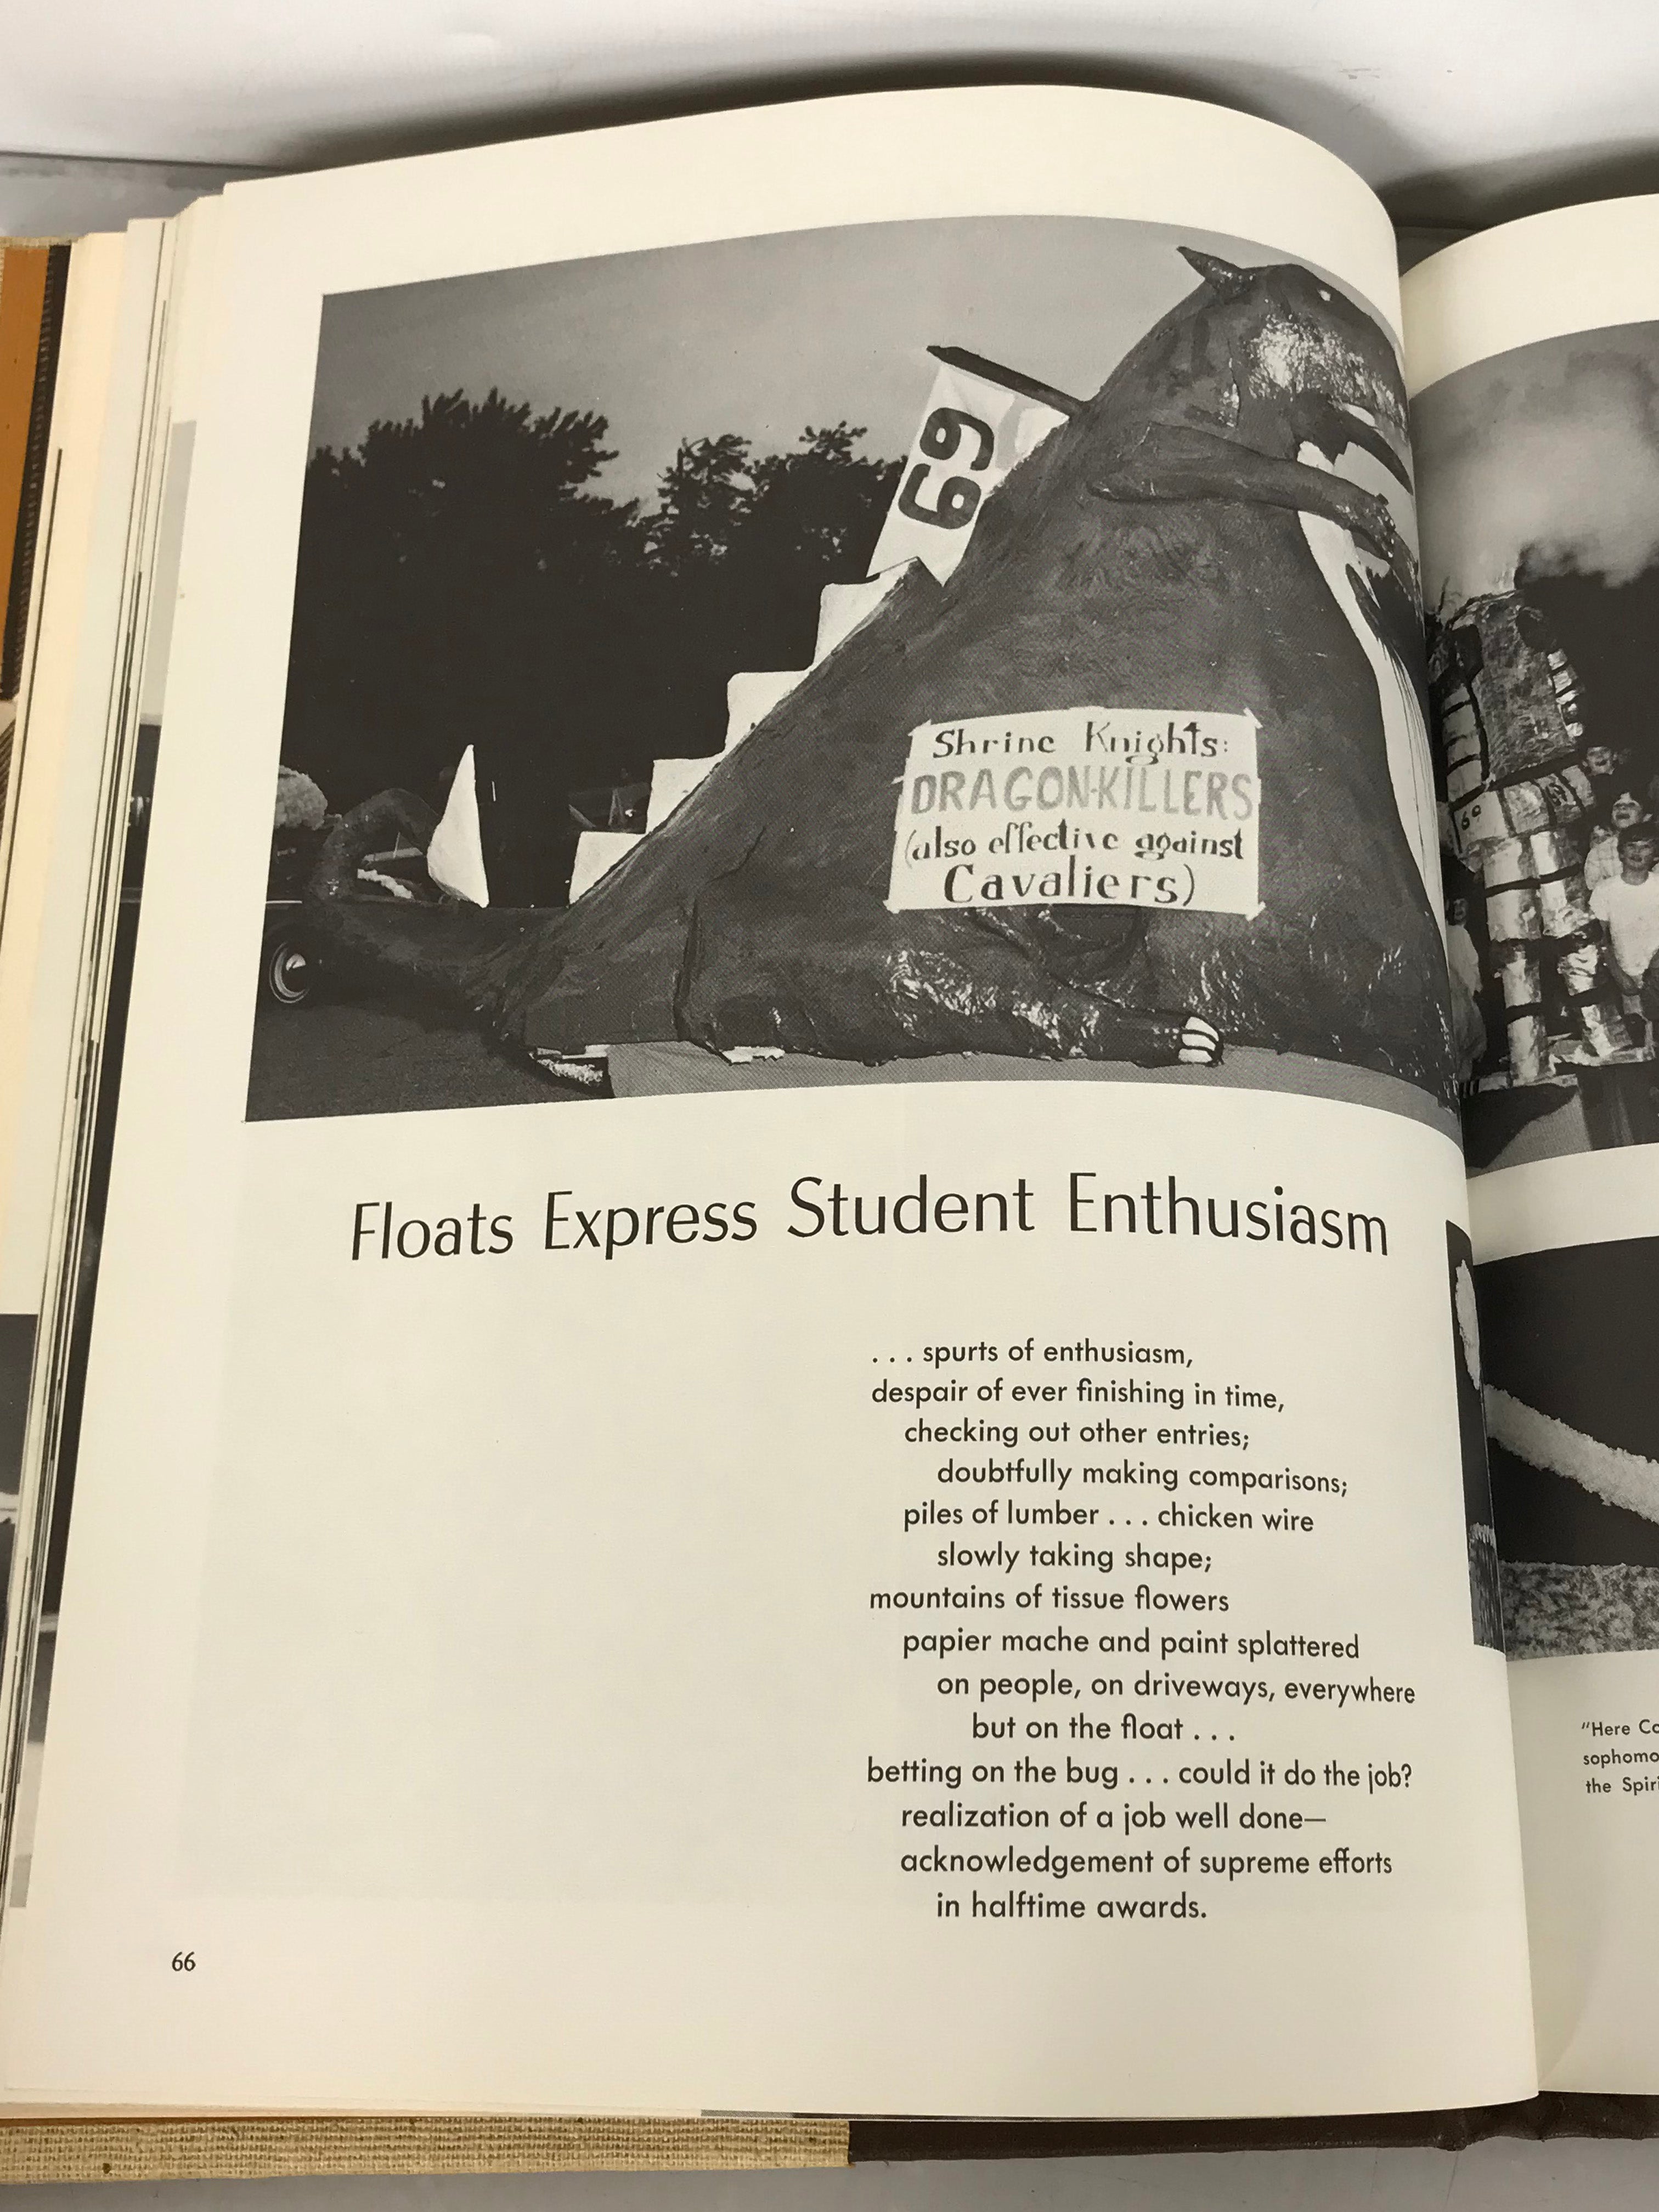 69
Shrine Knights:
DRAGON-KILLERS
(also effective against
Cavaliers)
Floats Express Student Enthusiasm
. . . spurts of enthusiasm,
despair of ever finishing in time,
checking out other entries;
doubtfully making comparisons;
piles of lumber . . . chicken wire
slowly taking shape;
mountains of tissue flowers
papier mache and paint splattered
on people, on driveways, everywhere
but on the float . . .
betting on the bug . . . could it do the job?
realization of a job well done—
acknowledgement of supreme efforts
in halftime awards.
66
69
"Here
the